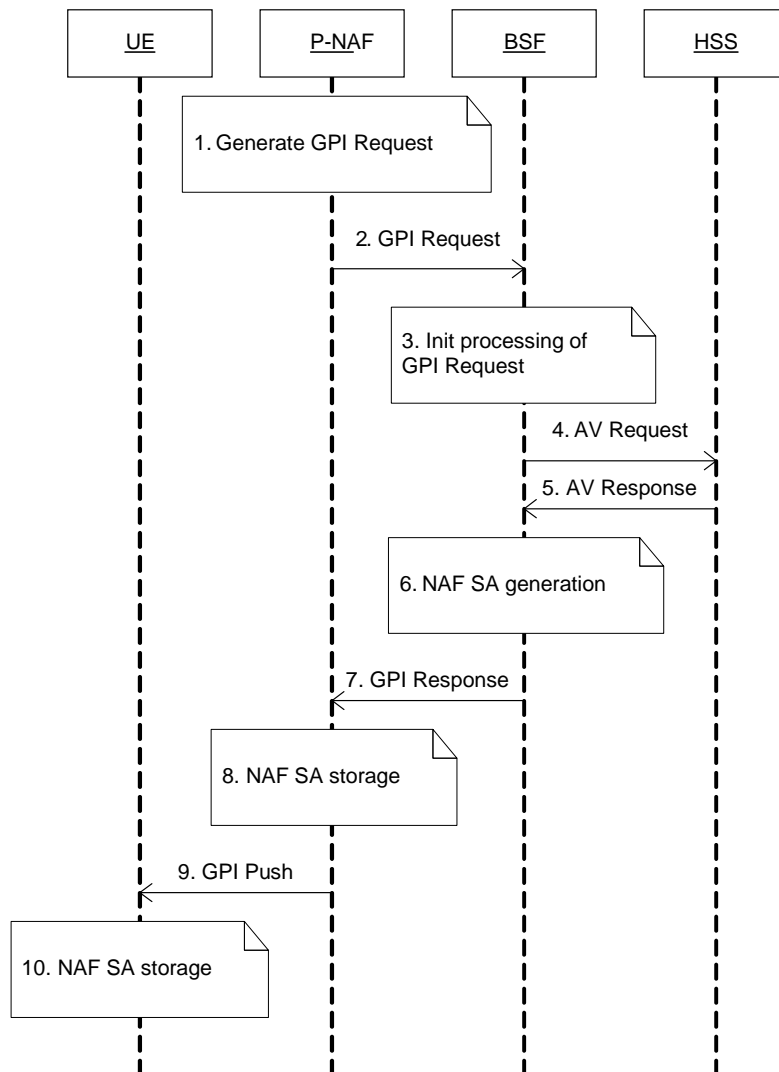 UE
P-NAF
BSF
HSS
1. Generate GPI Request
2. GPI Request
3. Init processing of
GPI Request
4. AV Request
5. AV Response
6. NAF SA generation
7. GPI Response
8. NAF SA storage
9. GPI Push
10. NAF SA storage